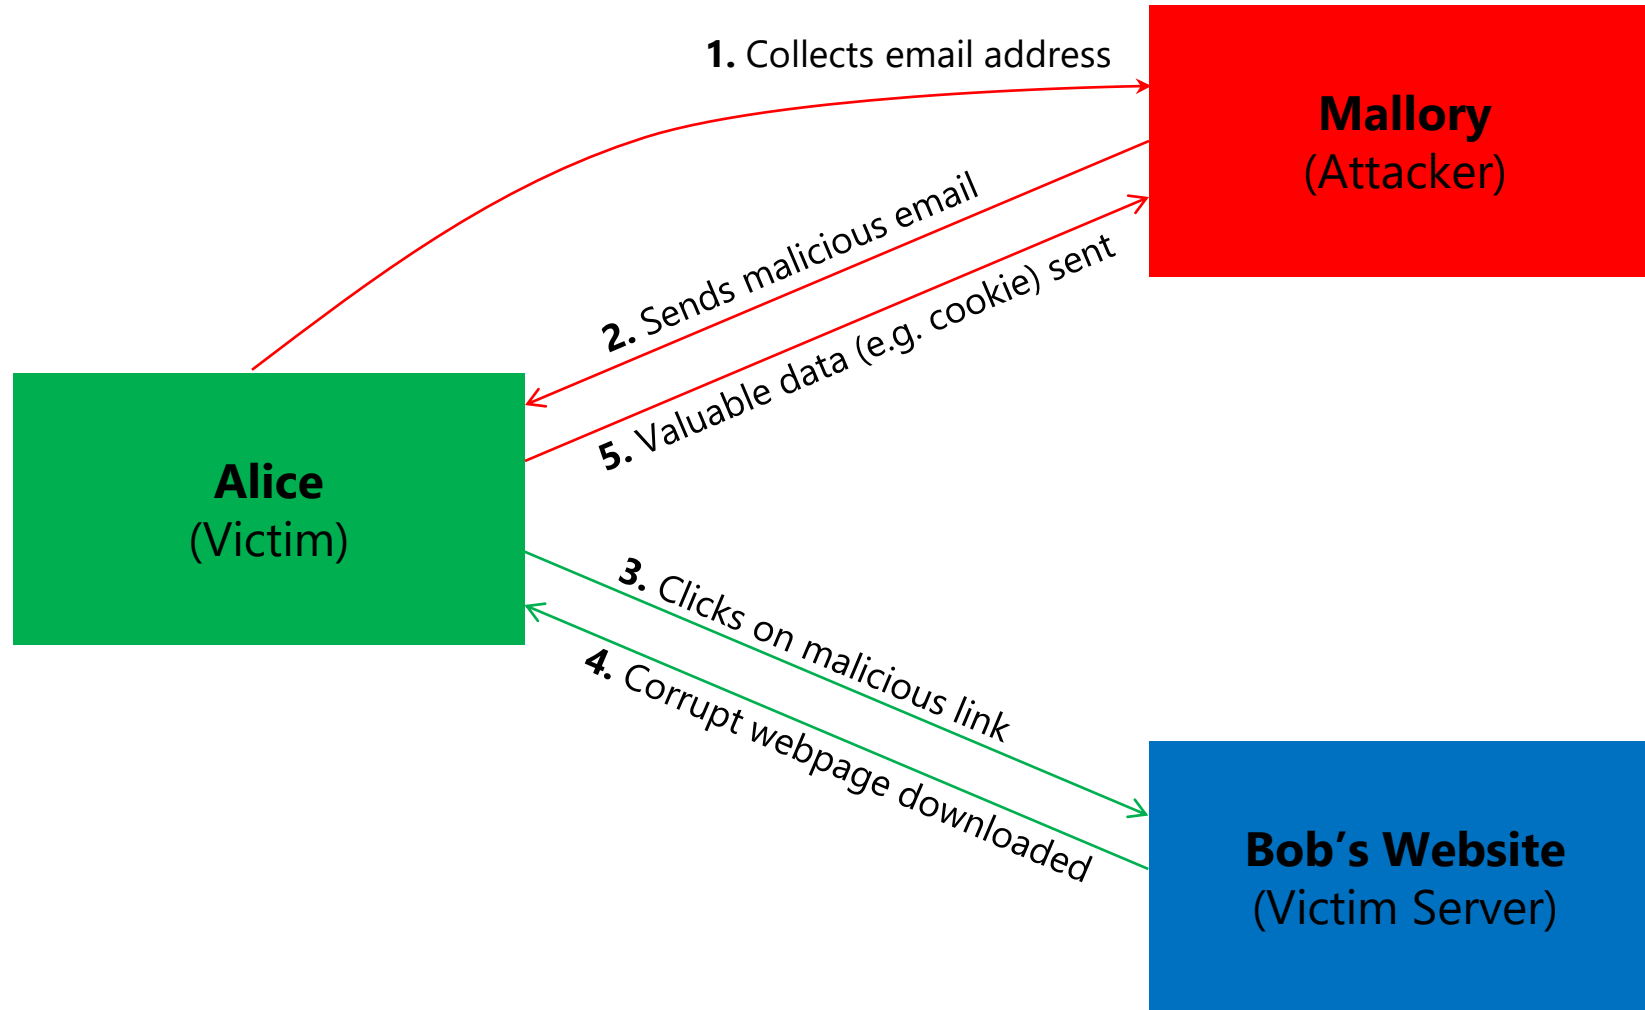 1. Collects email address
Mallory
(Attacker)
2. Sends malicious email
5. Valuable data (e.g. cookie) sent
Alice
(Victim)
3. Clicks on malicious link
4. Corrupt webpage downloaded
Bob’s Website
(Victim Server)